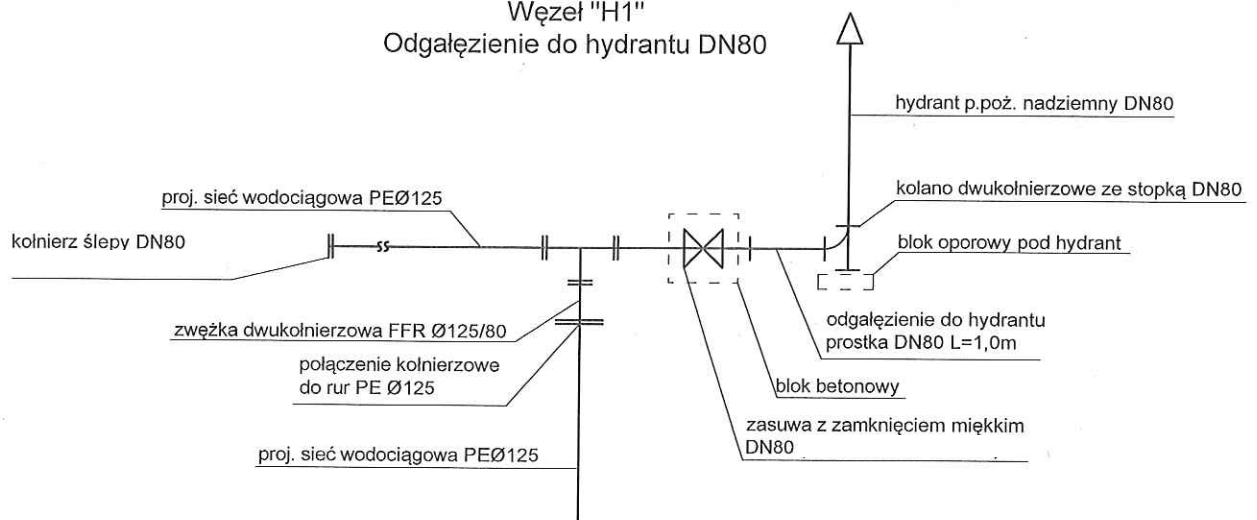 Węzeł "H1"
Odgałęzienie do hydrantu DN80
hydrant p.poż. nadziemny DN80
proj. sieć wodociągowa PEØ125
kolano dwukołnierzowe ze stopką DN80
kołnierz ślepy DN80
blok oporowy pod hydrant
zwężka dwukołnierzowa FFR Ø125/80
odgałęzienie do hydrantu
prostka DN80 L=1,0m
połączenie kołnierzowe
do rur PE Ø125
blok betonowy
zasuwa z zamknięciem miękkim
DN80
proj. sieć wodociągowa PEØ125